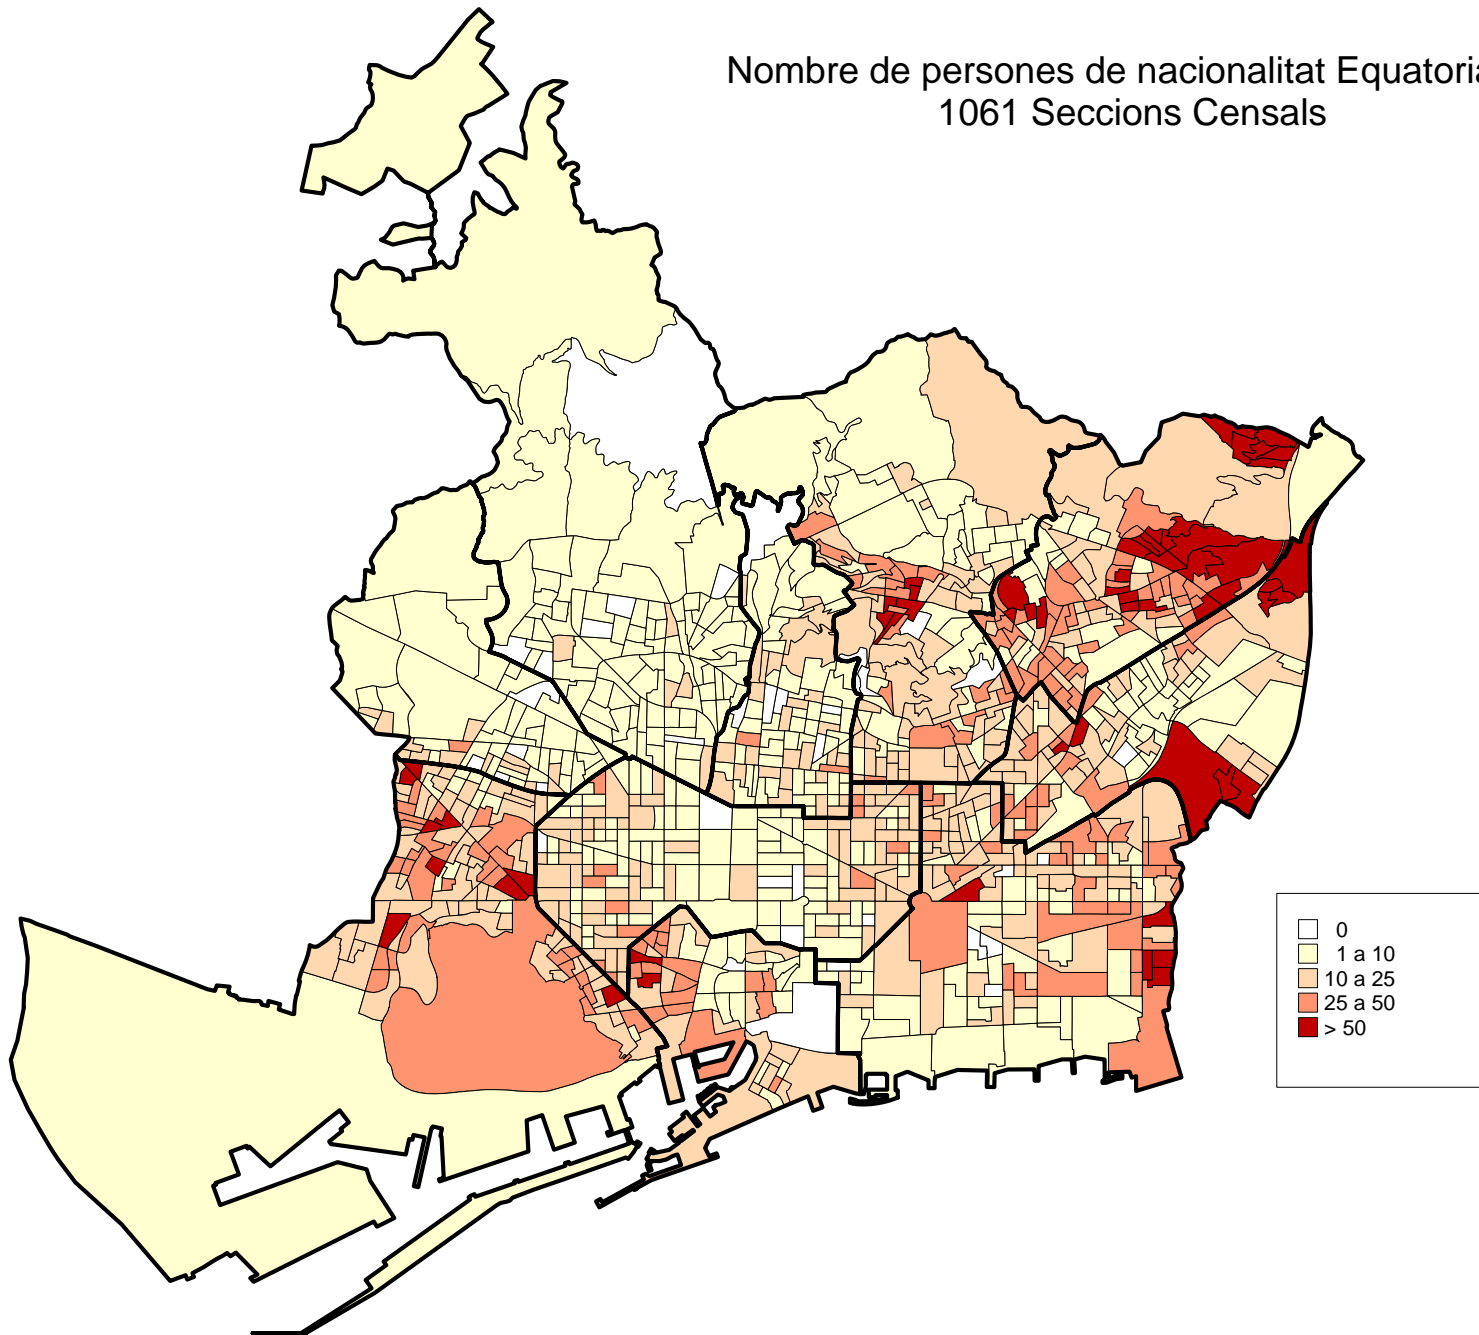 Nombre de persones de nacionalitat Equatoria
1061 Seccions Censals
0
1 a 10
10 a 25
25 a 50
> 50